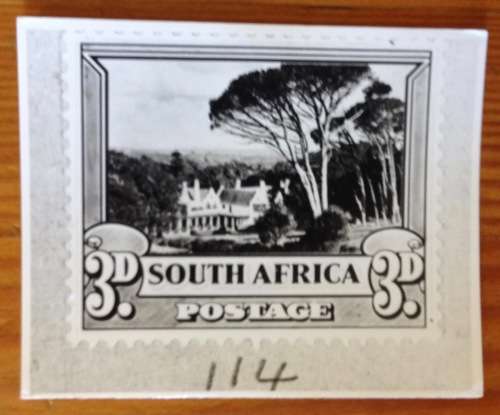 3D. SOUTH AFRICA 3D.
POSTAGE
114